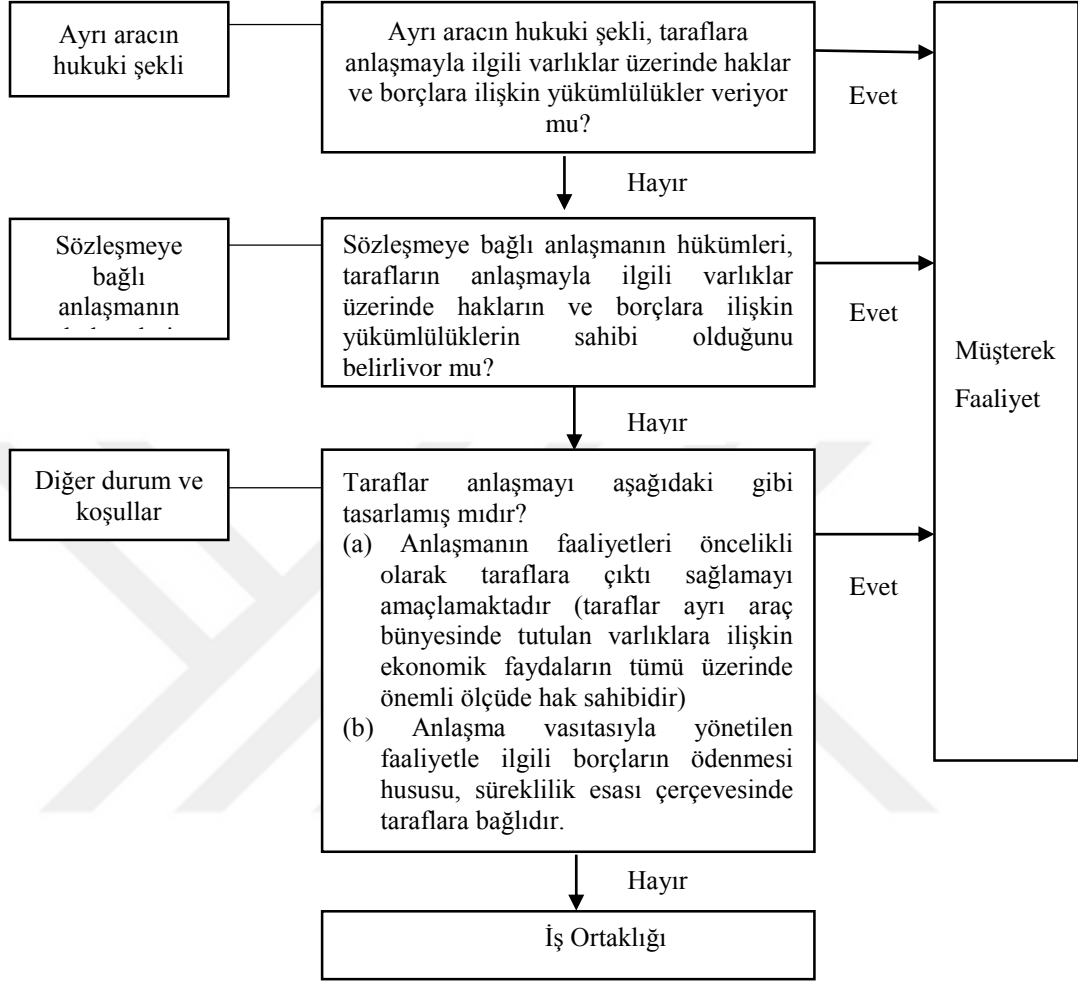 Ayrı aracın
hukuki şekli
Ayrı aracın hukuki şekli, taraflara
anlaşmayla ilgili varlıklar üzerinde haklar
ve borçlara ilişkin yükümlülükler veriyor
mu?
Evet
Hayır
Sözleşmeye
bağlı
anlaşmanın
Sözleşmeye bağlı anlaşmanın hükümleri,
tarafların anlaşmayla ilgili varlıklar
üzerinde hakların ve borçlara ilişkin
yükümlülüklerin sahibi olduğunu
belirliyor mu?
Evet
Müşterek
Faaliyet
Hayır
Diğer durum ve
koşullar
Taraflar anlaşmayı aşağıdaki gibi
tasarlamış mıdır?
(a) Anlaşmanın faaliyetleri öncelikli
olarak taraflara çıktı sağlamayı
amaçlamaktadır (taraflar ayrı araç
bünyesinde tutulan varlıklara ilişkin
ekonomik faydaların tümü üzerinde
önemli ölçüde hak sahibidir)
(b) Anlaşma vasıtasıyla yönetilen
faaliyetle ilgili borçların ödenmesi
hususu, süreklilik esası çerçevesinde
taraflara bağlıdır.
Evet
Hayır
İş Ortaklığı